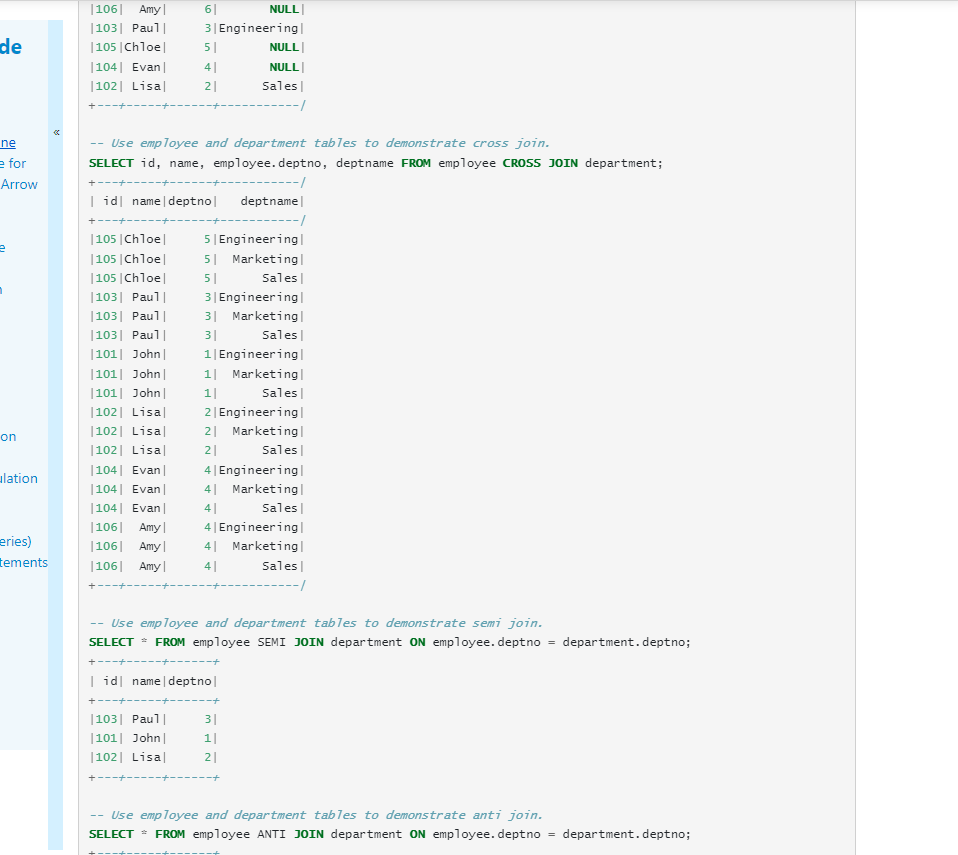 de
ne
e for
Arrow
e
n
on
ulation
eries)
tements
«
|106|  Amy|     6|       NULL|
|103| Paul|     3|Engineering|
|105|Chloe|     5|       NULL|
|104| Evan|     4|       NULL|
|102| Lisa|     2|      Sales|
+---+-----+------+-----------/
-- Use employee and department tables to demonstrate cross join.
SELECT id, name, employee.deptno, deptname FROM employee CROSS JOIN department;
+---+-----+------+-----------/
| id| name|deptno|   deptname|
+---+-----+------+-----------/
|105|Chloe|     5|Engineering|
|105|Chloe|     5|  Marketing|
|105|Chloe|     5|      Sales|
|103| Paul|     3|Engineering|
|103| Paul|     3|  Marketing|
|103| Paul|     3|      Sales|
|101| John|     1|Engineering|
|101| John|     1|  Marketing|
|101| John|     1|      Sales|
|102| Lisa|     2|Engineering|
|102| Lisa|     2|  Marketing|
|102| Lisa|     2|      Sales|
|104| Evan|     4|Engineering|
|104| Evan|     4|  Marketing|
|104| Evan|     4|      Sales|
|106|  Amy|     4|Engineering|
|106|  Amy|     4|  Marketing|
|106|  Amy|     4|      Sales|
+---+-----+------+-----------/
-- Use employee and department tables to demonstrate semi join.
SELECT * FROM employee SEMI JOIN department ON employee.deptno = department.deptno;
+---+-----+------+
| id| name|deptno|
+---+-----+------+
|103| Paul|     3|
|101| John|     1|
|102| Lisa|     2|
+---+-----+------+
-- Use employee and department tables to demonstrate anti join.
SELECT * FROM employee ANTI JOIN department ON employee.deptno = department.deptno;
+---+-----+------+